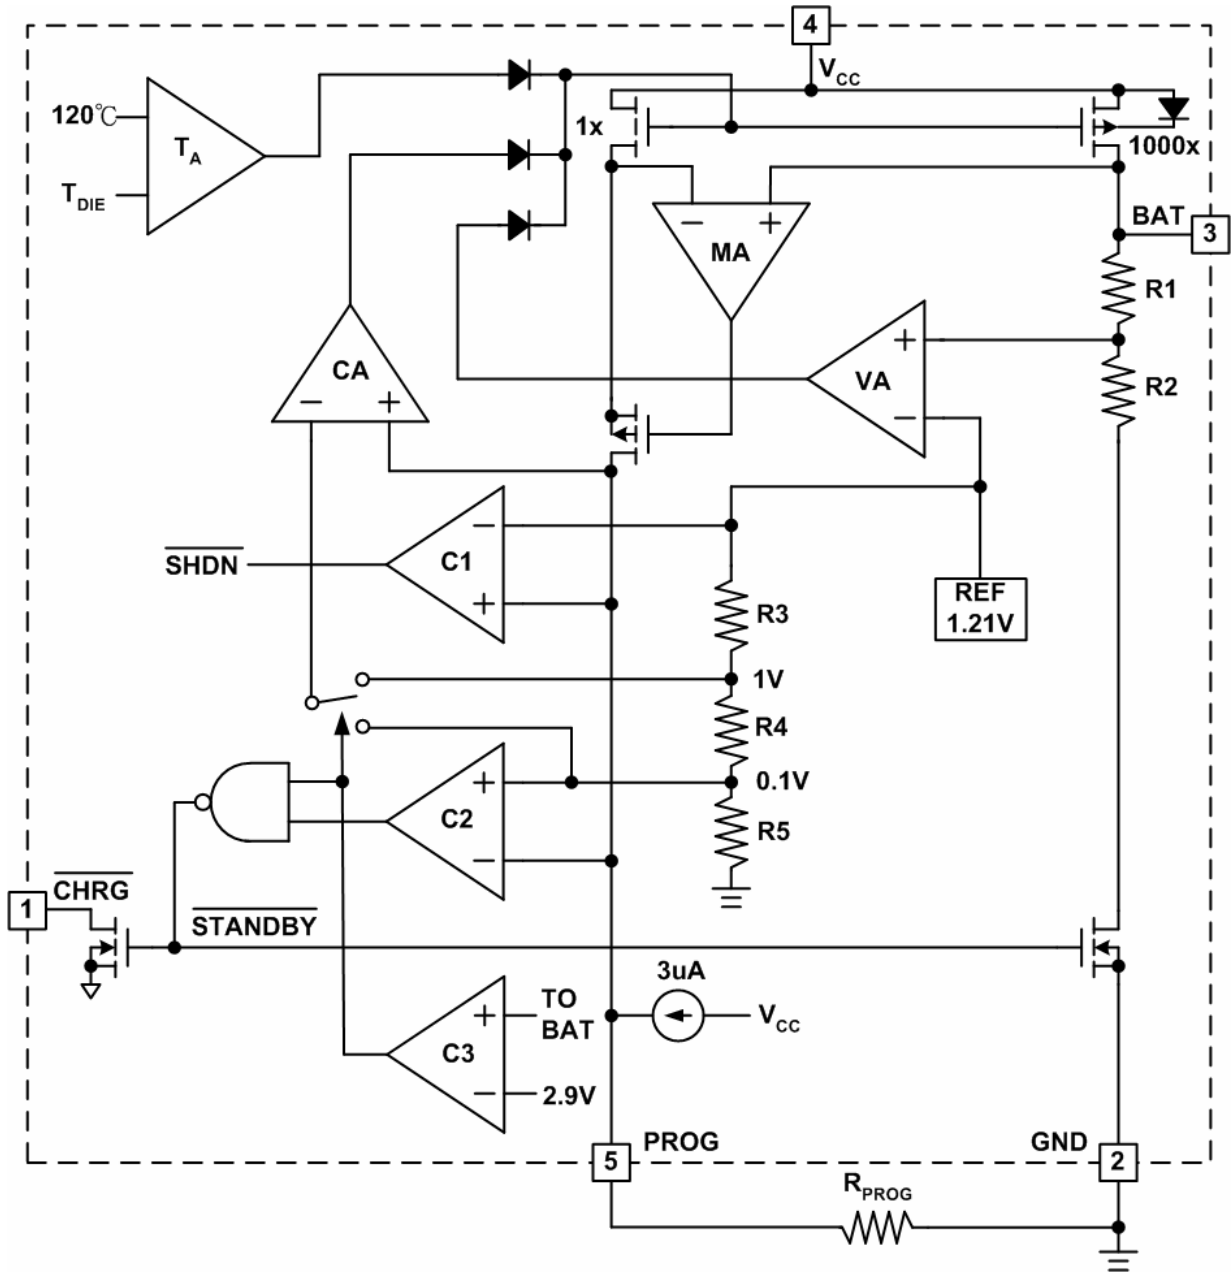 4
VCC
120℃
TA
TDIE
1x
1000x
− +
MA
BAT
3
R1
+
VA
−
R2
CA
− +
−
C1
+
SHDN
REF
1.21V
R3
1V
R4
+
C2
−
0.1V
R5
CHRG
1
STANDBY
3uA
VCC
+
C3
−
TO
BAT
2.9V
PROG
5
GND
2
RPROG